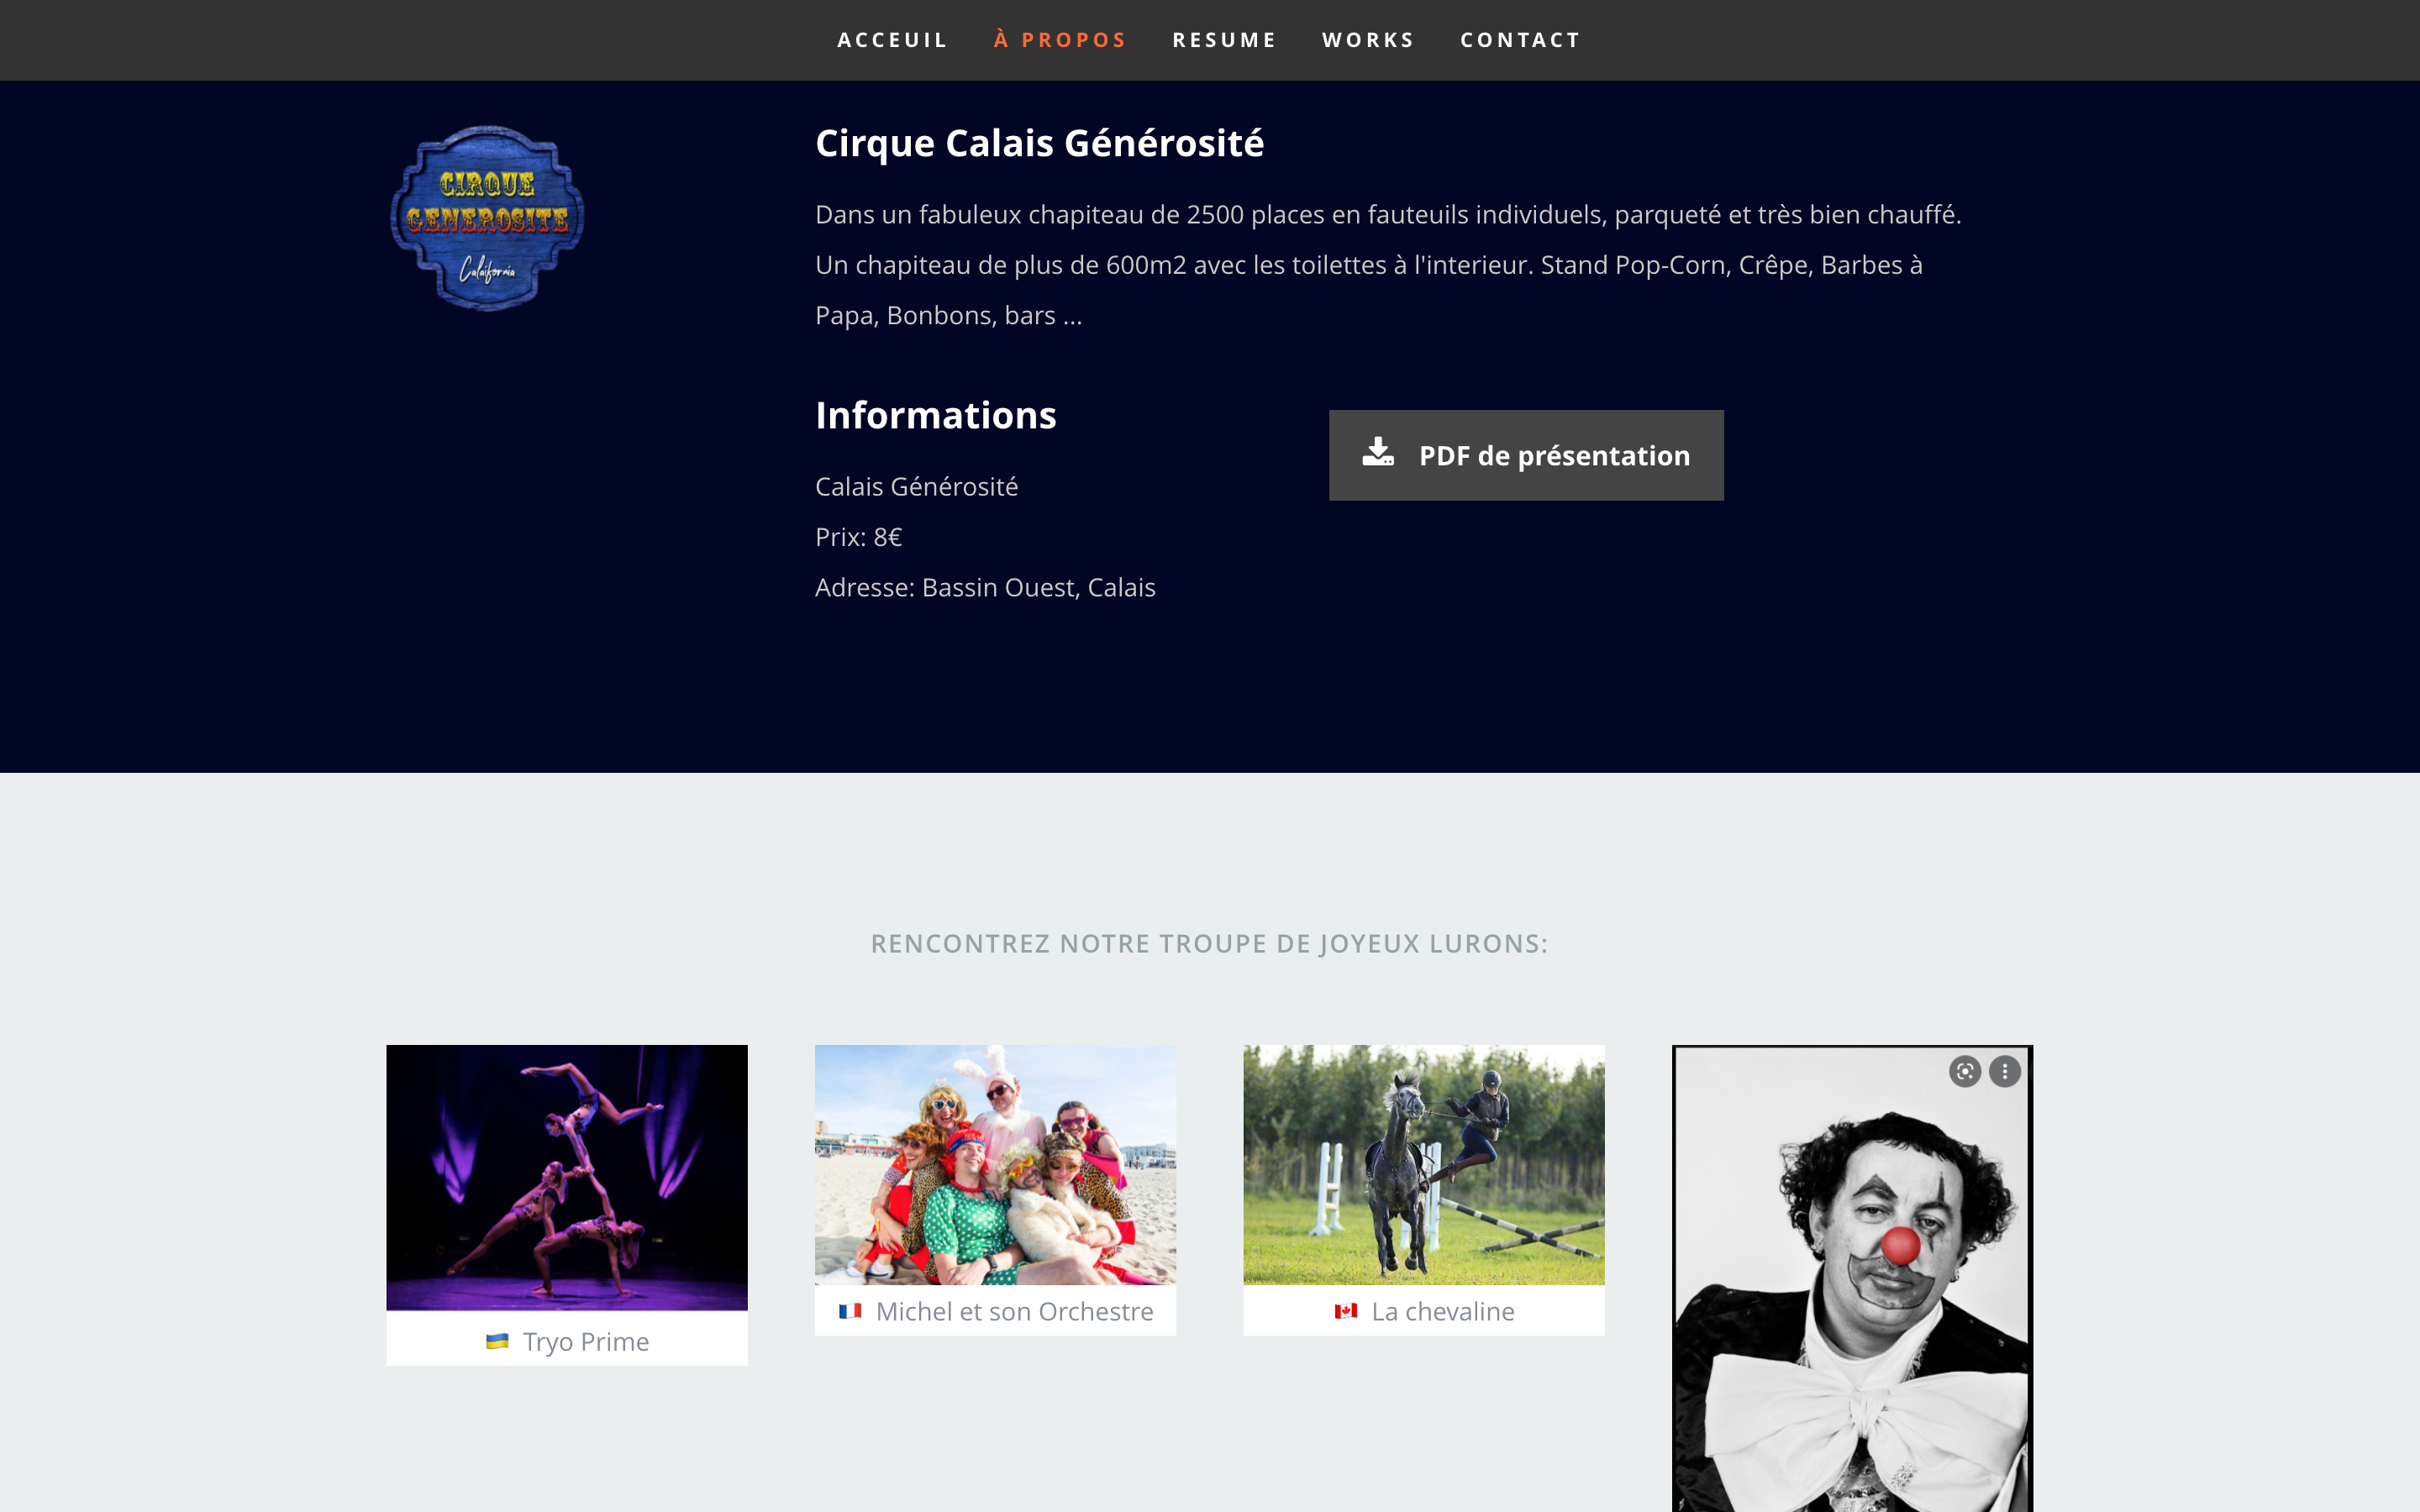 ACCEUIL À PROPOS RESUME WORKS CONTACT
CIRQUE
GENEROSITE
Calaifornia
Cirque Calais Générosité
Dans un fabuleux chapiteau de 2500 places en fauteuils individuels, parqueté et très bien chauffé.
Un chapiteau de plus de 600m2 avec les toilettes à l'interieur. Stand Pop-Corn, Crêpe, Barbes à
Papa, Bonbons, bars ...
Informations
PDF de présentation
Calais Générosité
Prix: 8€
Adresse: Bassin Ouest, Calais
RENCONTREZ NOTRE TROUPE DE JOYEUX LURONS:
🇺🇦 Tryo Prime
🇫🇷 Michel et son Orchestre
🇨🇦 La chevaline